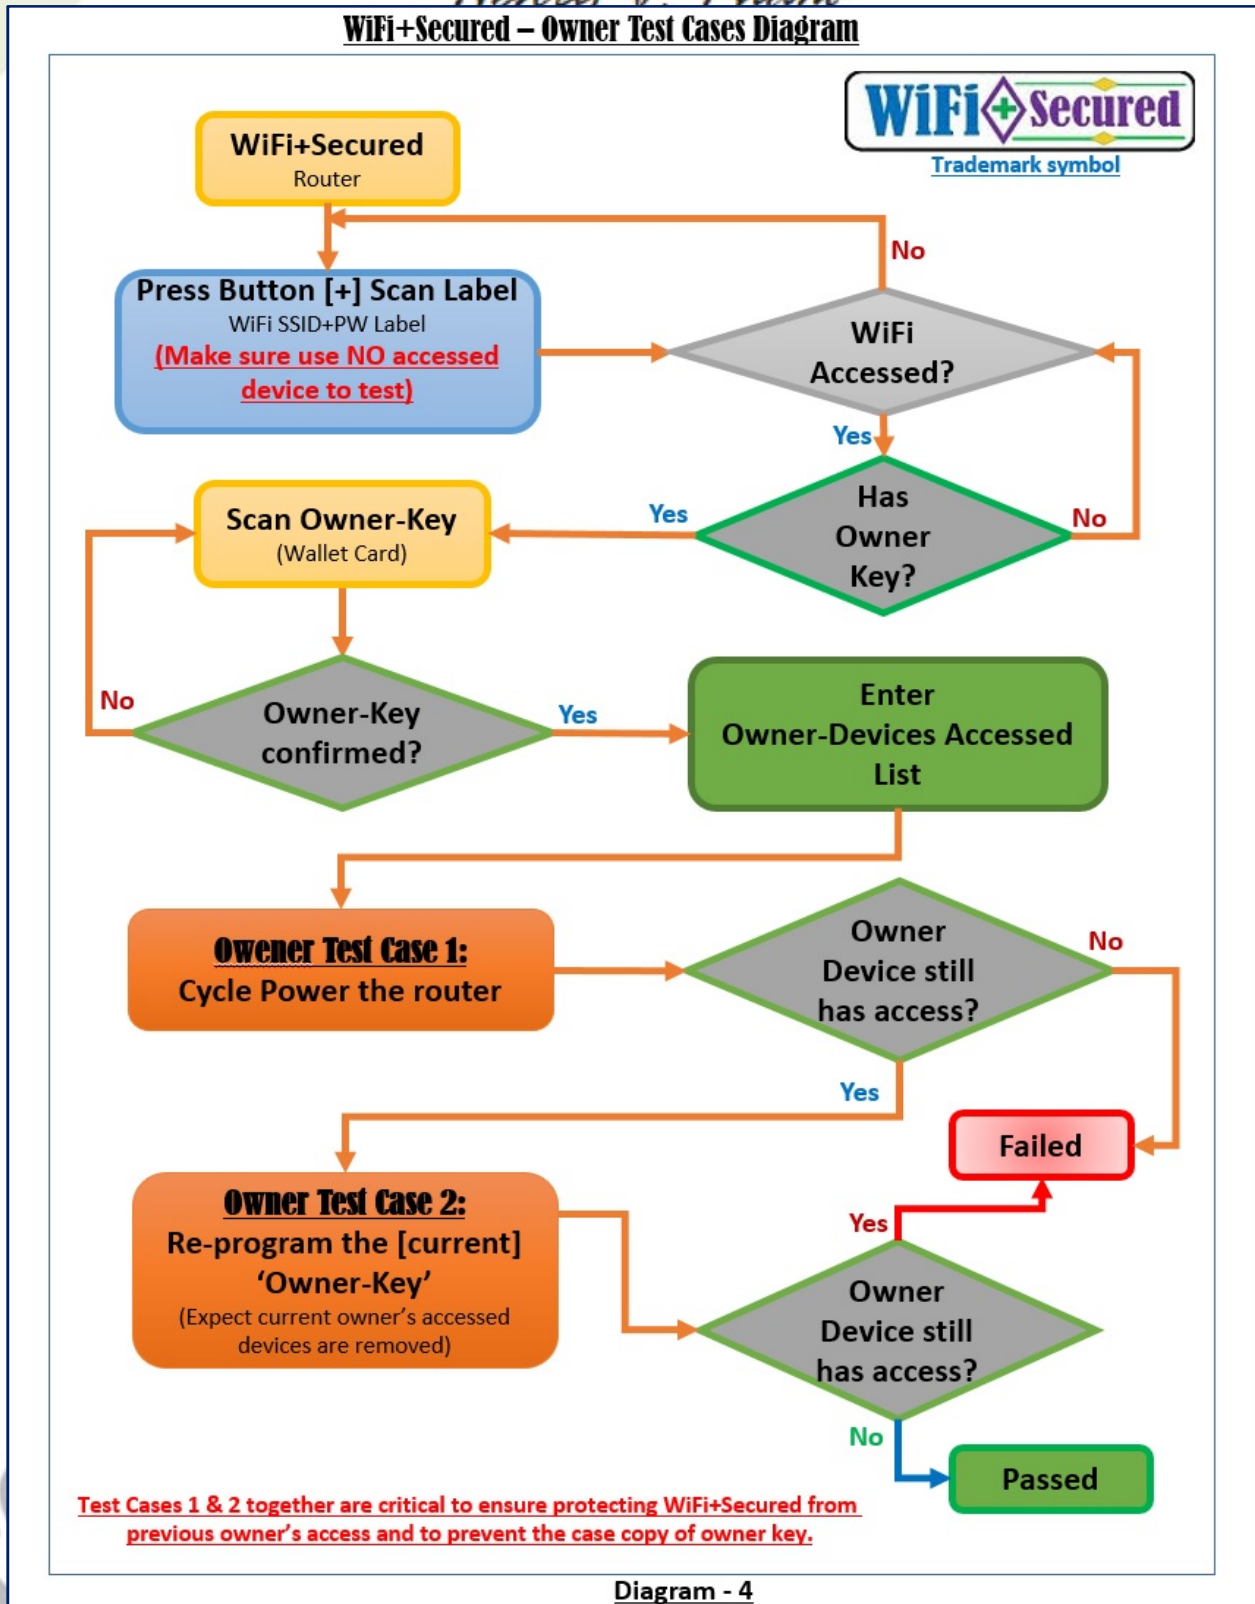 WiFi+Secured – Owner Test Cases Diagram
WiFi + Secured
Trademark symbol
WiFi+Secured
Router
No
Press Button [+] Scan Label
WiFi SSID+PW Label
(Make sure use NO accessed
device to test)
WiFi
Accessed?
Yes
Scan Owner-Key
(Wallet Card)
Yes
Has
Owner
Key?
No
No
Owner-Key
confirmed?
Yes
Enter
Owner-Devices Accessed
List
Owener Test Case 1:
Cycle Power the router
Owner
Device still
has access?
No
Yes
Failed
Owner Test Case 2:
Re-program the [current]
‘Owner-Key’
(Expect current owner’s accessed
devices are removed)
Yes
Owner
Device still
has access?
No
Passed
Test Cases 1 & 2 together are critical to ensure protecting WiFi+Secured from
previous owner’s access and to prevent the case copy of owner key.
Diagram - 4